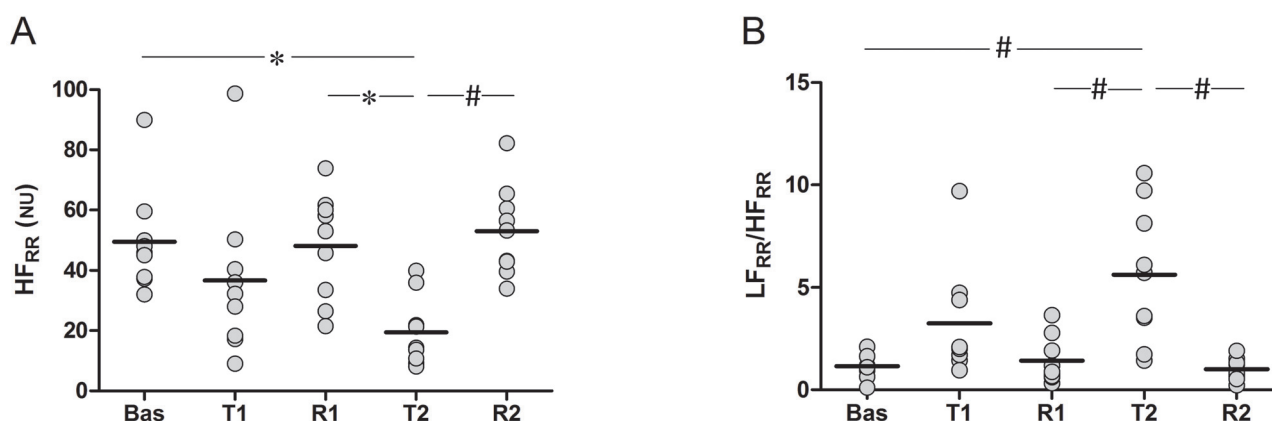 A
*
* #
100
80
60
40
20
0
HFRR (NU)
Bas T1 R1 T2 R2
B
#
# #
15
10
5
0
LFRR/HFRR
Bas T1 R1 T2 R2